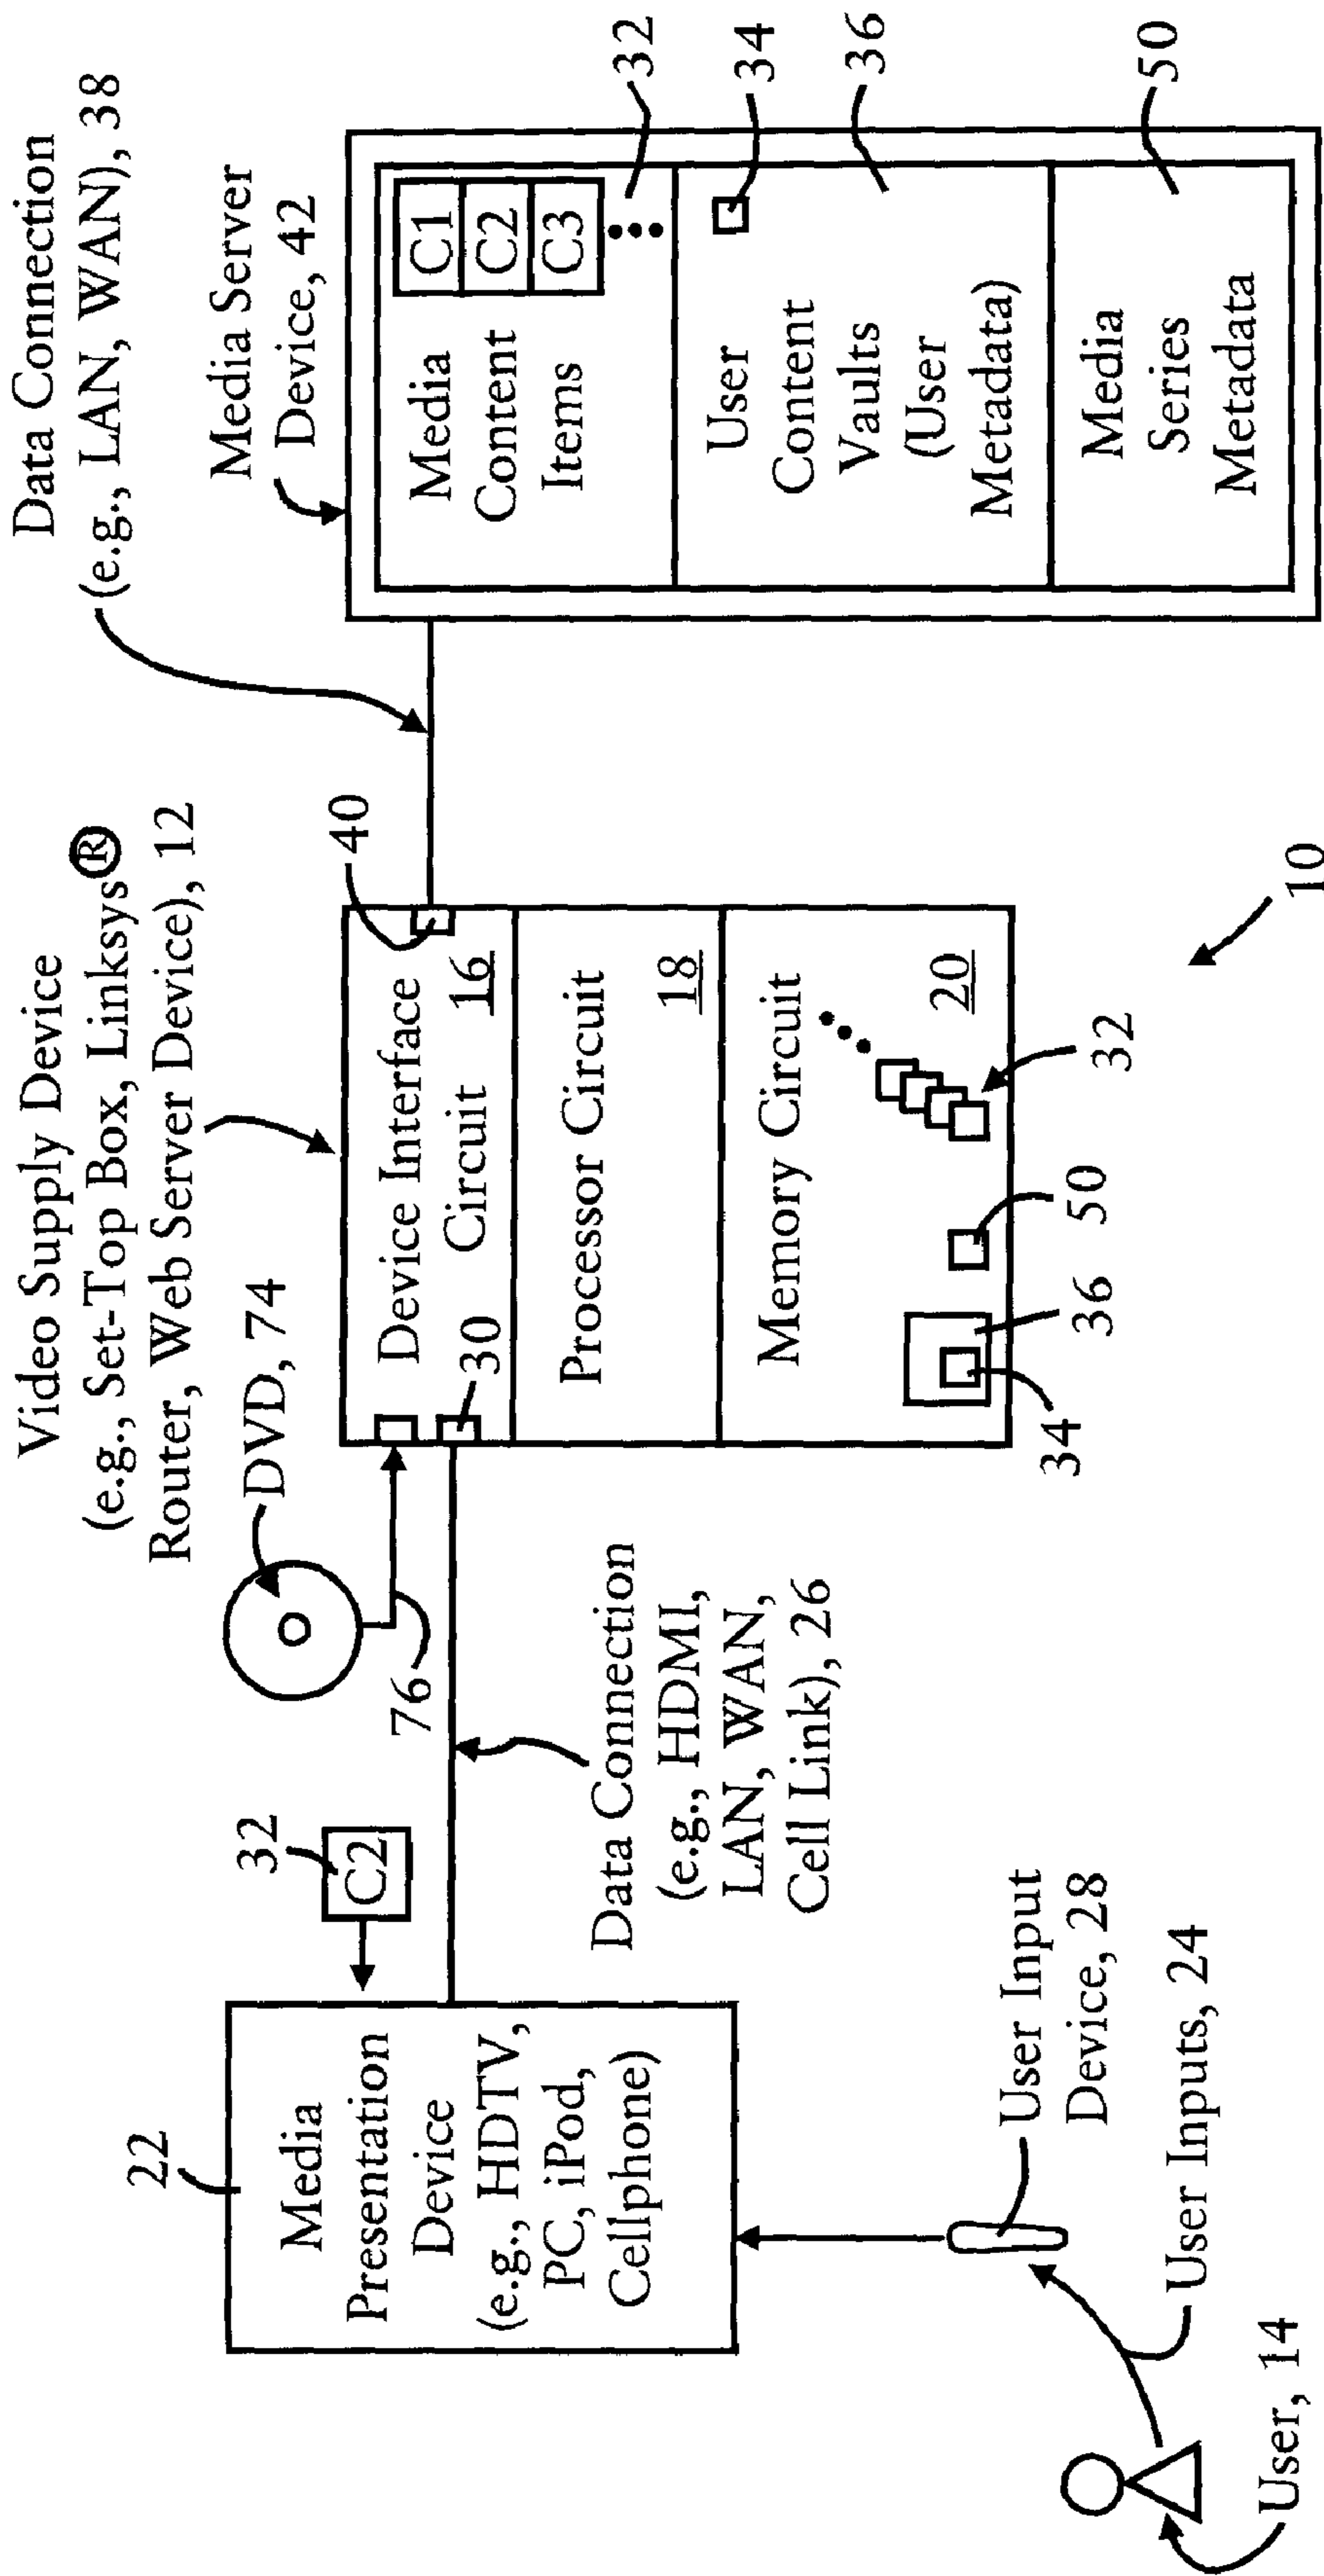 Data Connection
(e.g., LAN, WAN), 38
Media Server
Device, 42
Media
Content
Items
C1
C2
C3
32
User
Content
Vaults
(User
Metadata)
34
36
Media
Series
Metadata
50
Video Supply Device
(e.g., Set-Top Box, Linksys®
Router, Web Server Device), 12
40
Device Interface
Circuit
16
30
Processor Circuit
18
Memory Circuit
20
32
50
36
34
10
DVD, 74
76
32
C2
Data Connection
(e.g., HDMI,
LAN, WAN,
Cell Link), 26
22
Media
Presentation
Device
(e.g., HDTV,
PC, iPod,
Cellphone)
User Input
Device, 28
User Inputs, 24
User, 14